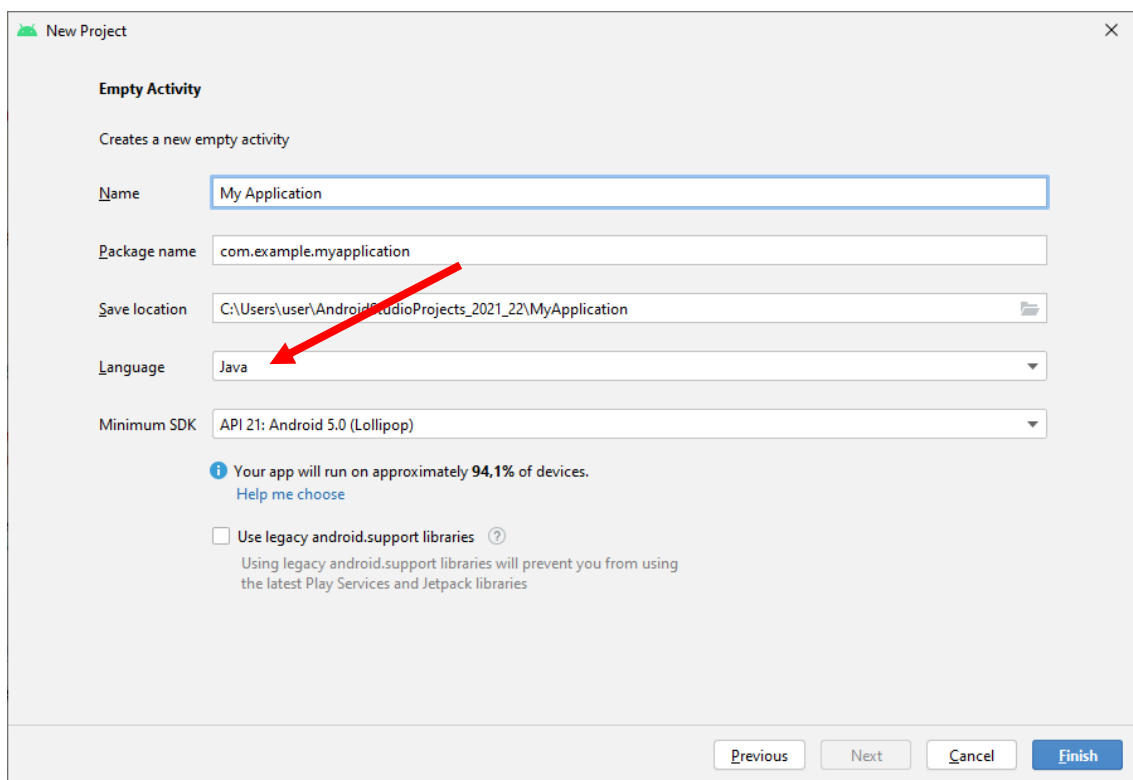 New Project
Empty Activity
Creates a new empty activity
Name My Application
Package name com.example.myapplication
Save location C:\Users\user\AndroidStudioProjects_2021_22\MyApplication
Language Java
Minimum SDK API 21: Android 5.0 (Lollipop)
Your app will run on approximately 94,1% of devices.
Help me choose
Use legacy android.support libraries ?
Using legacy android.support libraries will prevent you from using
the latest Play Services and Jetpack libraries
Previous Next Cancel Finish